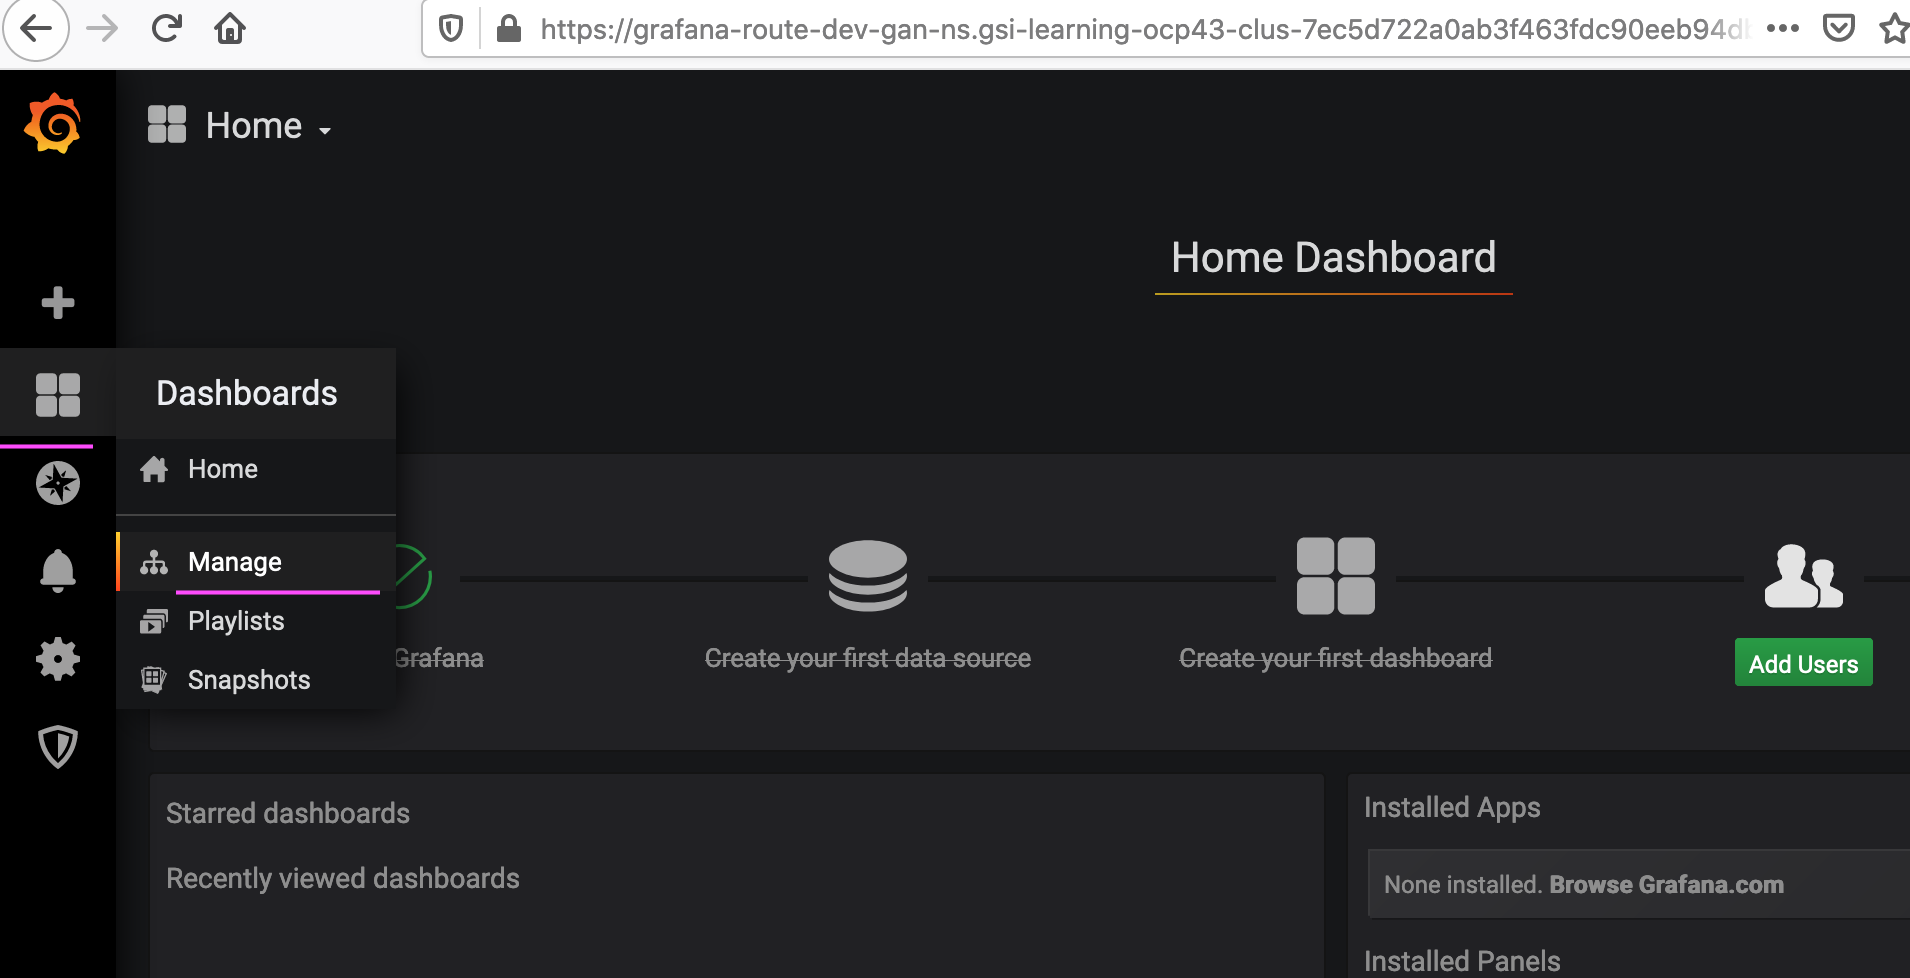 https://grafana-route-dev-gan-ns.gsi-learning-ocp43-clus-7ec5d722a0ab3f463fdc90eeb94d
Home
Home Dashboard
Dashboards
Home
Manage
Playlists
Snapshots
Grafana
Create your first data source
Create your first dashboard
Add Users
Starred dashboards
Recently viewed dashboards
Installed Apps
None installed. Browse Grafana.com
Installed Panels